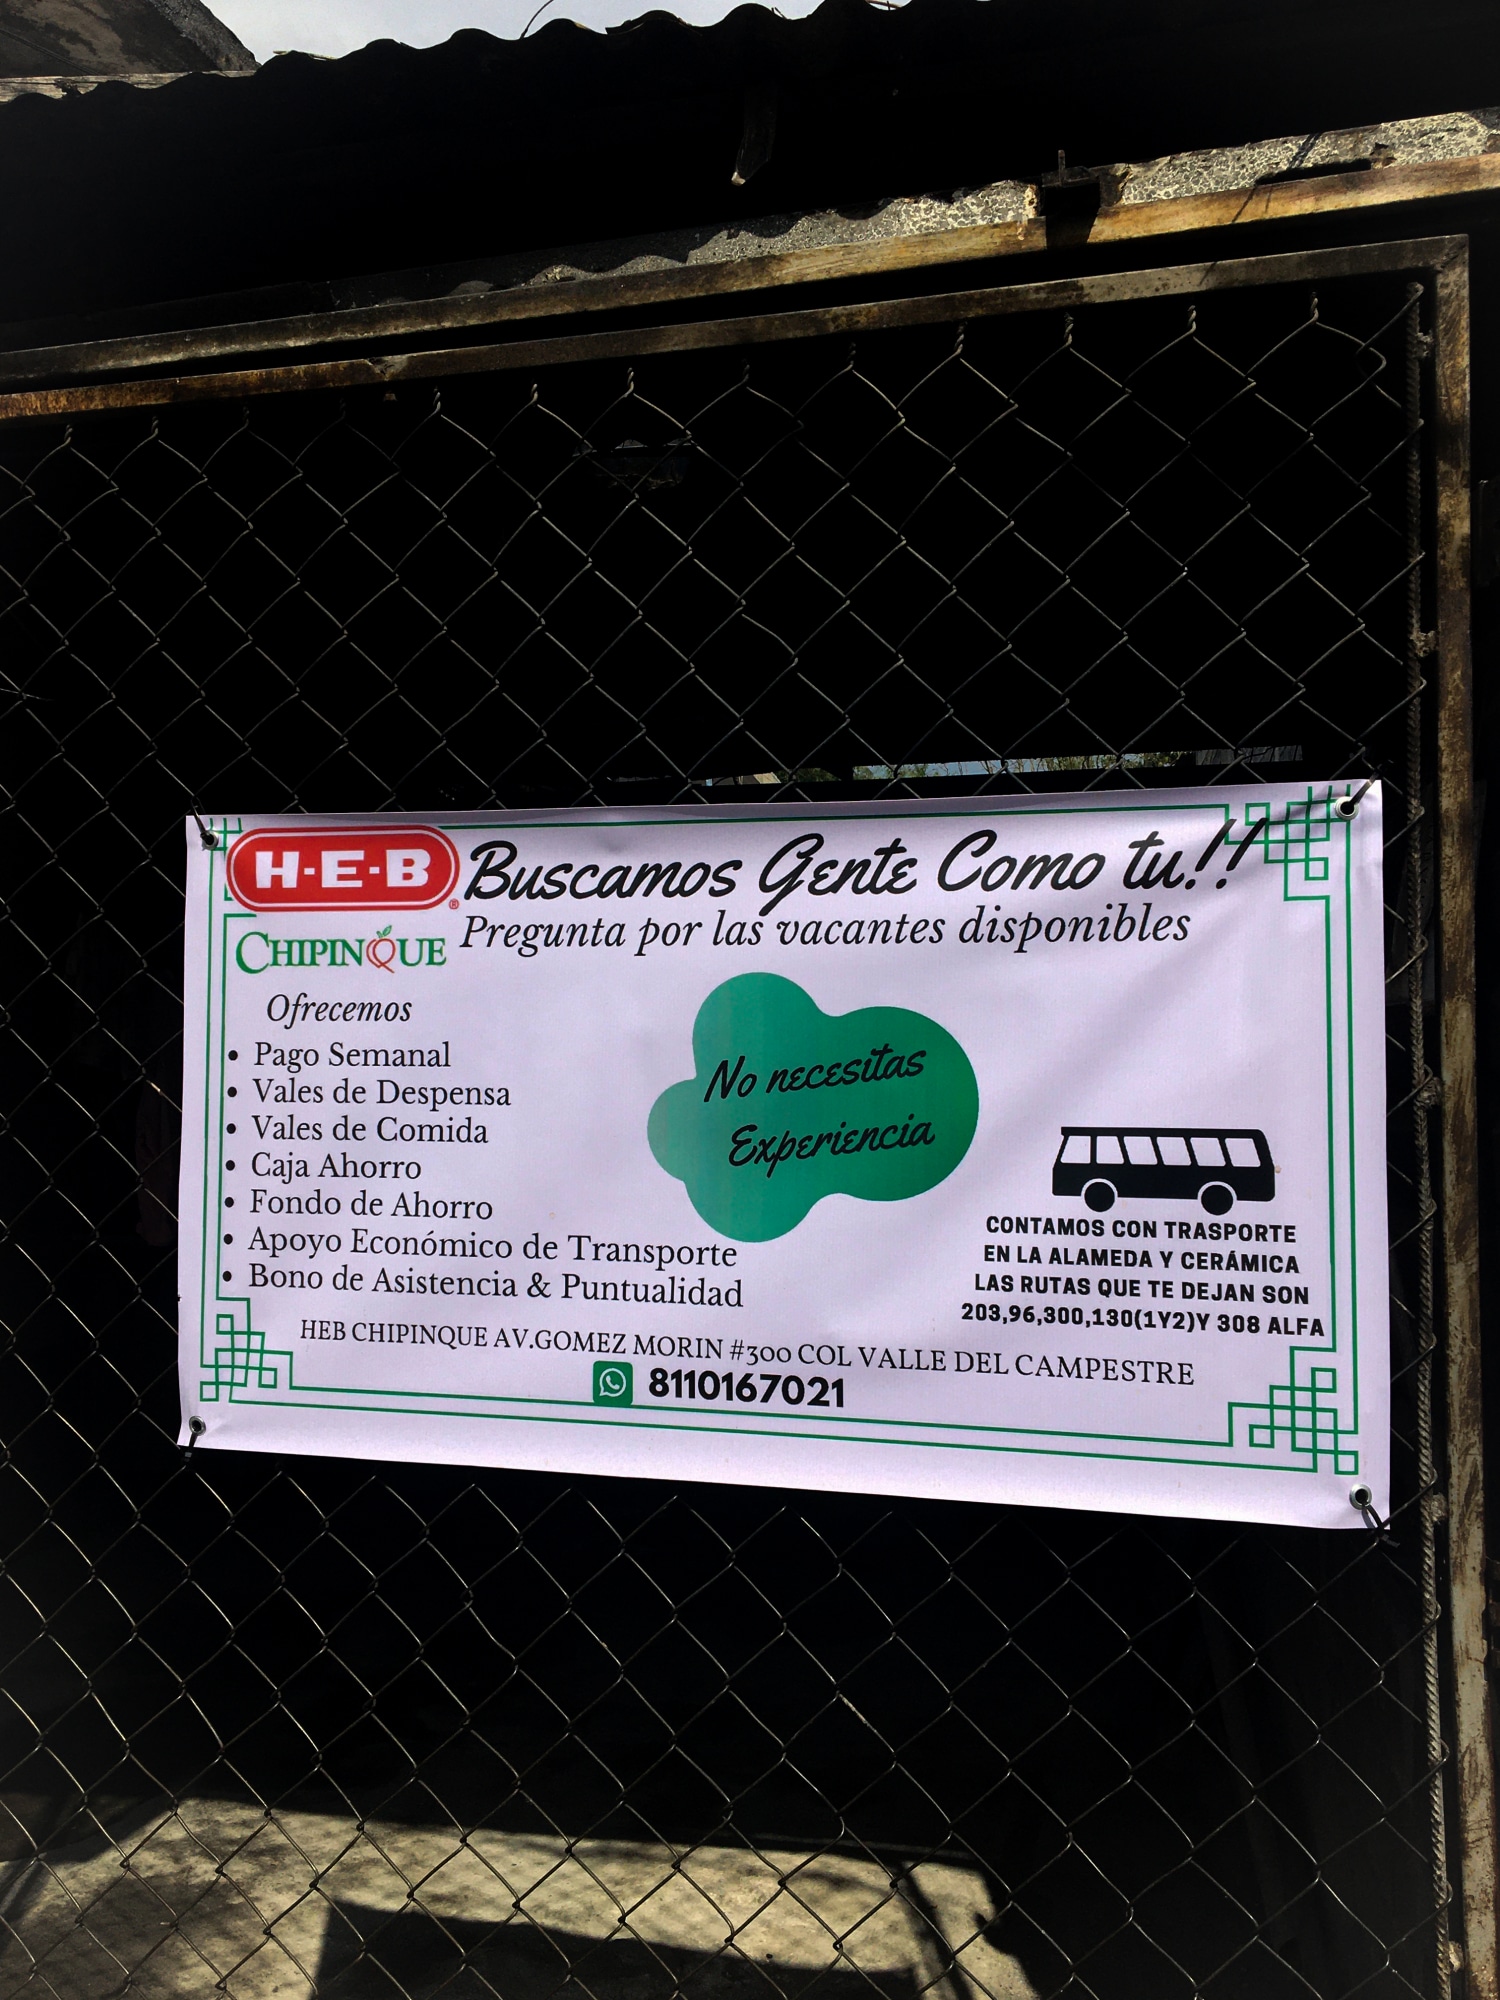 H-E-B
Buscamos Gente Como tu!!
CHIPINQUE
Pregunta por las vacantes disponibles
Ofrecemos
• Pago Semanal
• Vales de Despensa
• Vales de Comida
• Caja Ahorro
• Fondo de Ahorro
• Apoyo Económico de Transporte
• Bono de Asistencia & Puntualidad
No necesitas
Experiencia
CONTAMOS CON TRASPORTE
EN LA ALAMEDA Y CERÁMICA
LAS RUTAS QUE TE DEJAN SON
203,96,300,130(1Y2)Y 308 ALFA
HEB CHIPINQUE AV.GOMEZ MORIN #300 COL VALLE DEL CAMPESTRE
8110167021